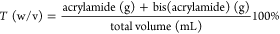 T (w/v) = acrylamide (g) + bis(acrylamide) (g) / total volume (mL) 100%